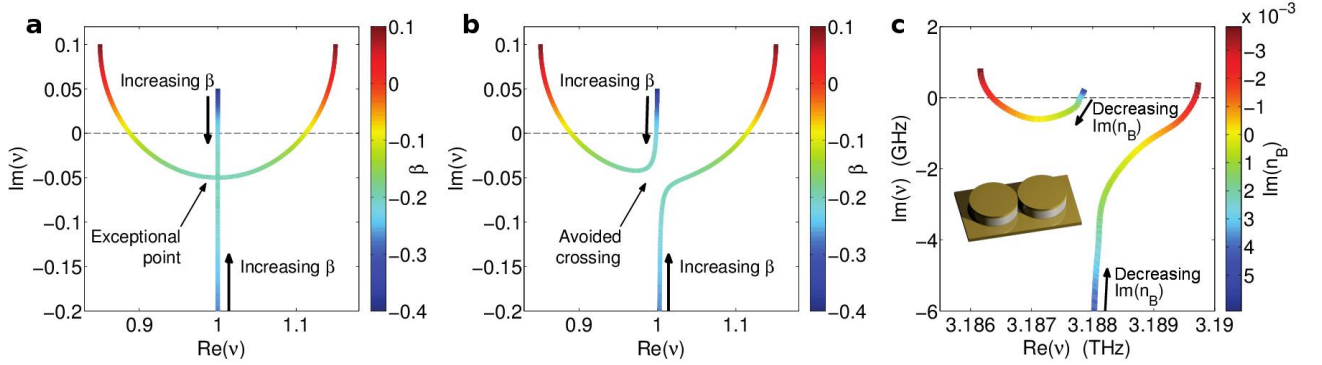 a
0.1
0.05
0
−0.05
−0.1
−0.15
−0.2
Im(ν)
0.9
1
1.1
Re(ν)
Increasing β
Exceptional
point
Increasing β
0.1
0
−0.1
−0.2
−0.3
−0.4
β
b
0.1
0.05
0
−0.05
−0.1
−0.15
−0.2
Im(ν)
0.9
1
1.1
Re(ν)
Increasing β
Avoided
crossing
Increasing β
0.1
0
−0.1
−0.2
−0.3
−0.4
β
c
2
0
−2
−4
−6
Im(ν) (GHz)
3.186
3.187
3.188
3.189
3.19
Re(ν) (THz)
Decreasing
Im(n_B)
Decreasing
Im(n_B)
x 10⁻³
-3
-2
-1
0
1
2
3
4
5
Im(n_B)